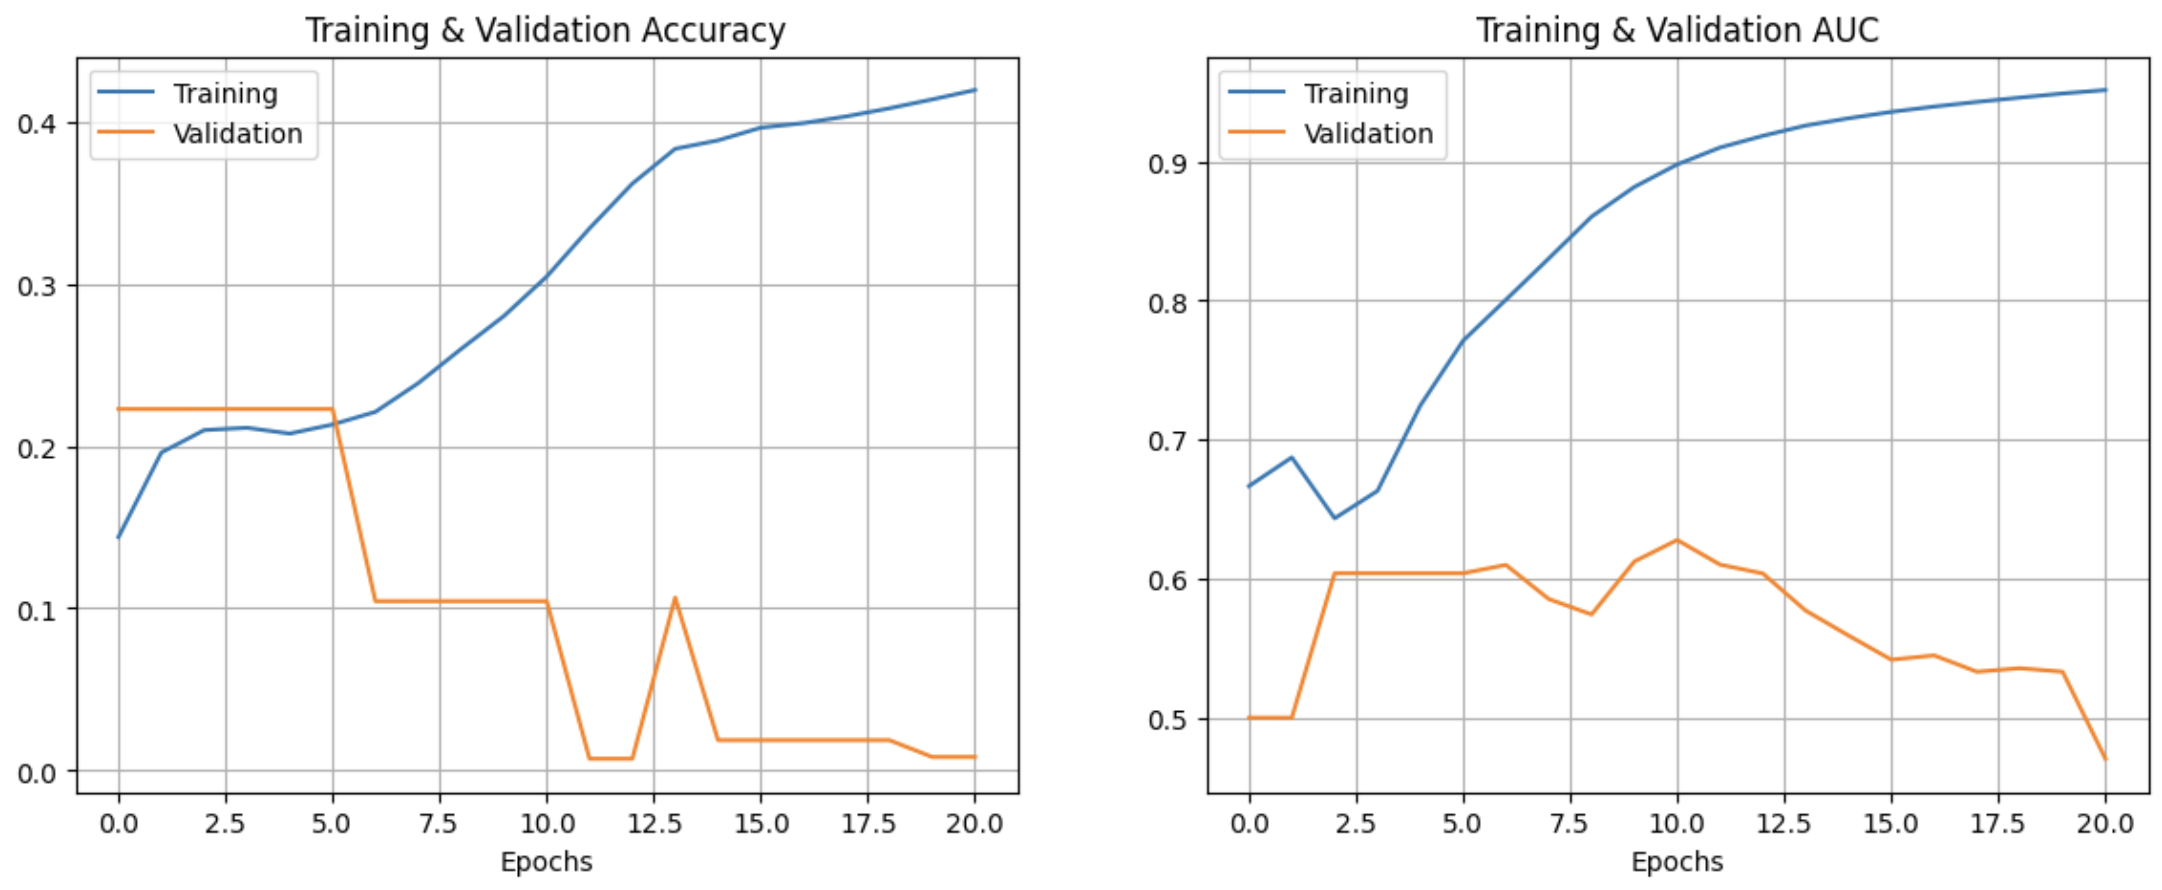 Training & Validation Accuracy
Training
Validation
0.4
0.3
0.2
0.1
0.0
0.0 2.5 5.0 7.5 10.0 12.5 15.0 17.5 20.0
Epochs
Training & Validation AUC
Training
Validation
0.9
0.8
0.7
0.6
0.5
0.0 2.5 5.0 7.5 10.0 12.5 15.0 17.5 20.0
Epochs